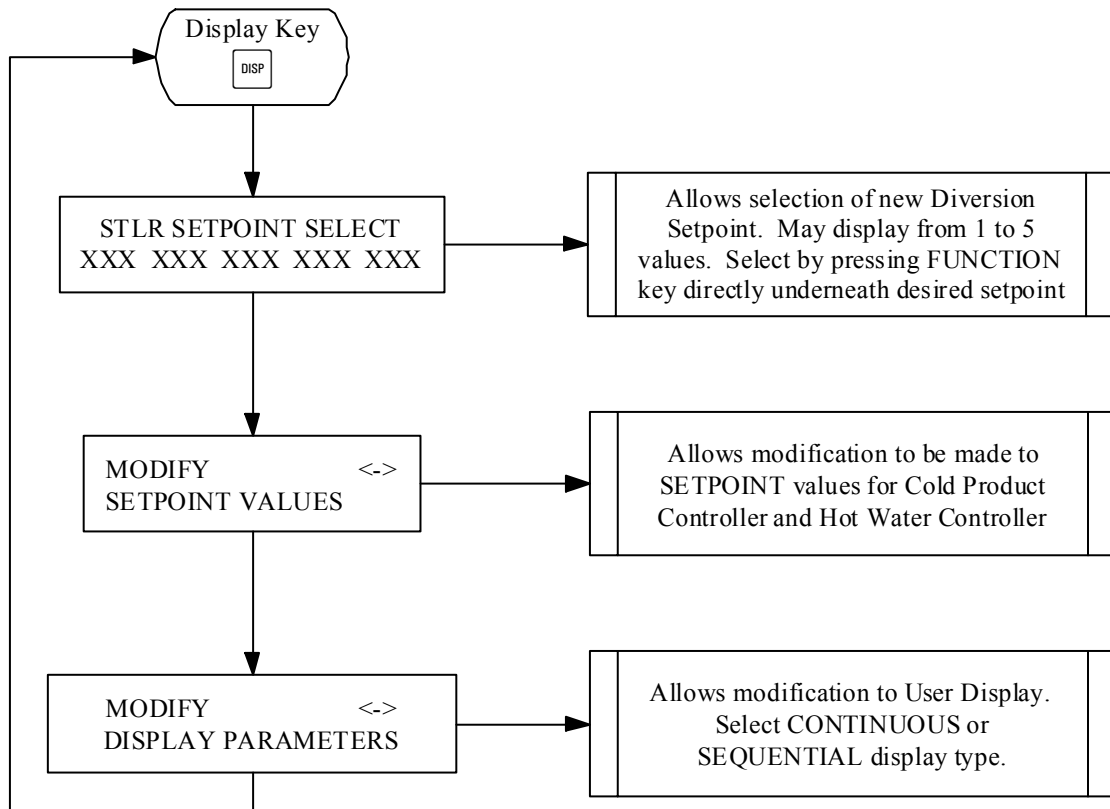 Display Key
DISP
STLR SETPOINT SELECT
XXX XXX XXX XXX XXX
Allows selection of new Diversion
Setpoint. May display from 1 to 5
values. Select by pressing FUNCTION
key directly underneath desired setpoint
MODIFY <->
SETPOINT VALUES
Allows modification to be made to
SETPOINT values for Cold Product
Controller and Hot Water Controller
MODIFY <->
DISPLAY PARAMETERS
Allows modification to User Display.
Select CONTINUOUS or
SEQUENTIAL display type.